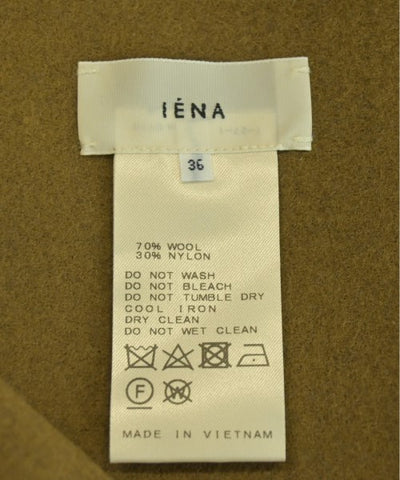 IÉNA
36
70% WOOL
30% NYLON
DO NOT WASH
DO NOT BLEACH
DO NOT TUMBLE DRY
COOL IRON
DRY CLEAN
DO NOT WET CLEAN
F W
MADE IN VIETNAM